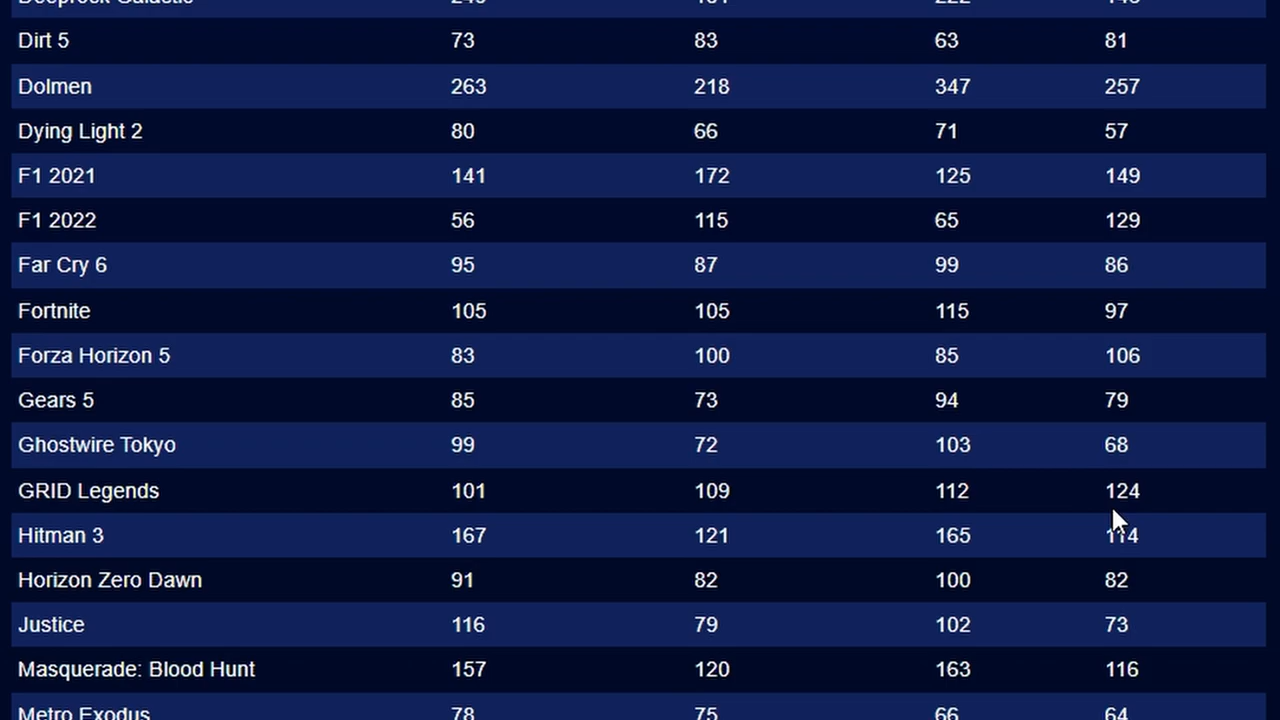 Deeprock Galactic 222
Dirt 5 73 83 63 81
Dolmen 263 218 347 257
Dying Light 2 80 66 71 57
F1 2021 141 172 125 149
F1 2022 56 115 65 129
Far Cry 6 95 87 99 86
Fortnite 105 105 115 97
Forza Horizon 5 83 100 85 106
Gears 5 85 73 94 79
Ghostwire Tokyo 99 72 103 68
GRID Legends 101 109 112 124
Hitman 3 167 121 165 114
Horizon Zero Dawn 91 82 100 82
Justice 116 79 102 73
Masquerade: Blood Hunt 157 120 163 116
Metro Exodus 78 75 66 64